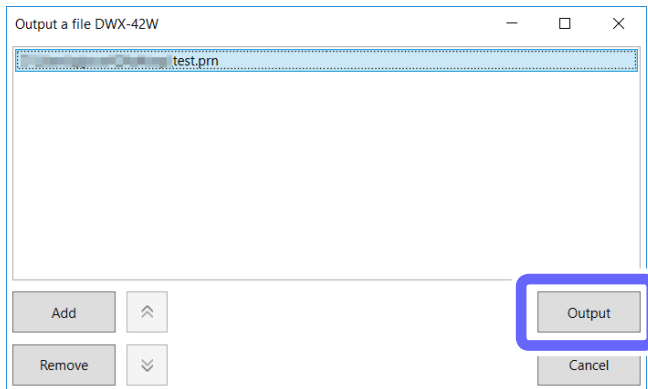 Output a file DWX-42W
test.prn
Add
Output
Remove
Cancel